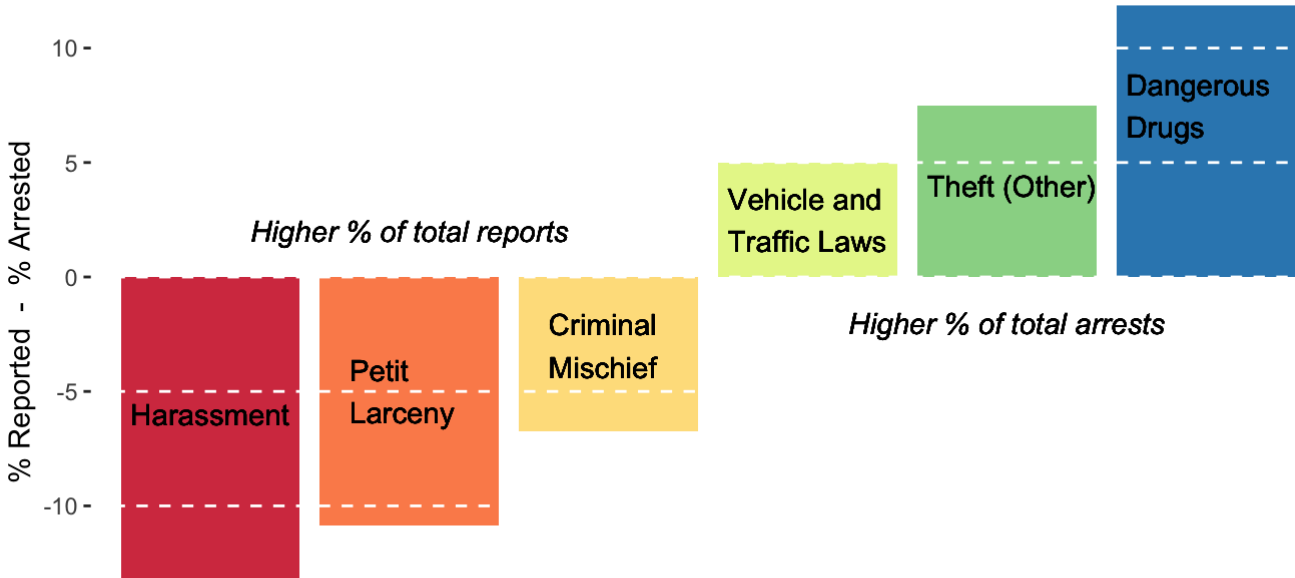 10
5
0
-5
-10
% Reported - % Arrested
Higher % of total reports
Higher % of total arrests
Harassment
Petit
Larceny
Criminal
Mischief
Vehicle and
Traffic Laws
Theft (Other)
Dangerous
Drugs